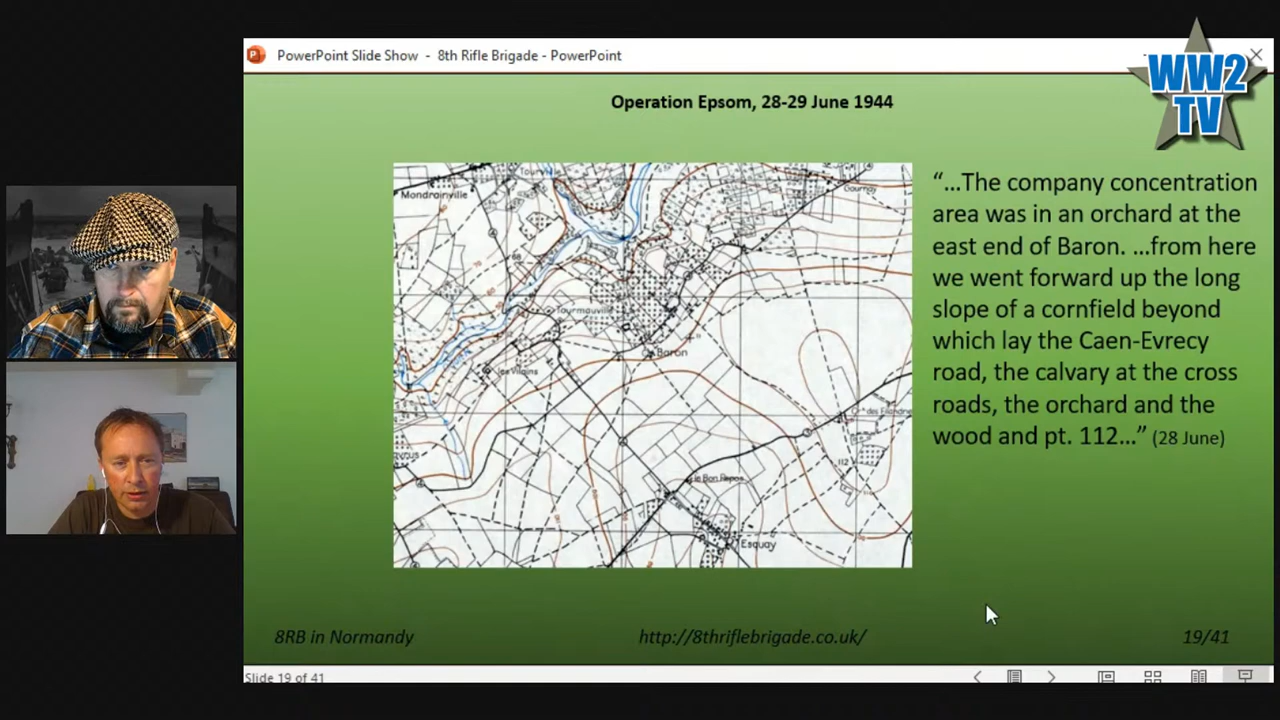 PowerPoint Slide Show - 8th Rifle Brigade - PowerPoint
WW2
TV
Operation Epsom, 28-29 June 1944
Tourville
Mondrainville
Gournay
Tourmauville
Baron
les Vilains
le Bon Repos
Esquay
112
“...The company concentration
area was in an orchard at the
east end of Baron. ...from here
we went forward up the long
slope of a cornfield beyond
which lay the Caen-Evrecy
road, the calvary at the cross
roads, the orchard and the
wood and pt. 112...” (28 June)
8RB in Normandy
http://8thriflebrigade.co.uk/
19/41
Slide 19 of 41